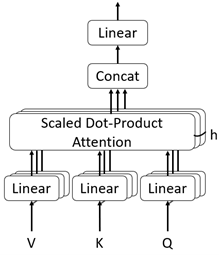 Linear
Concat
Scaled Dot-Product
Attention
h
Linear Linear Linear
V K Q